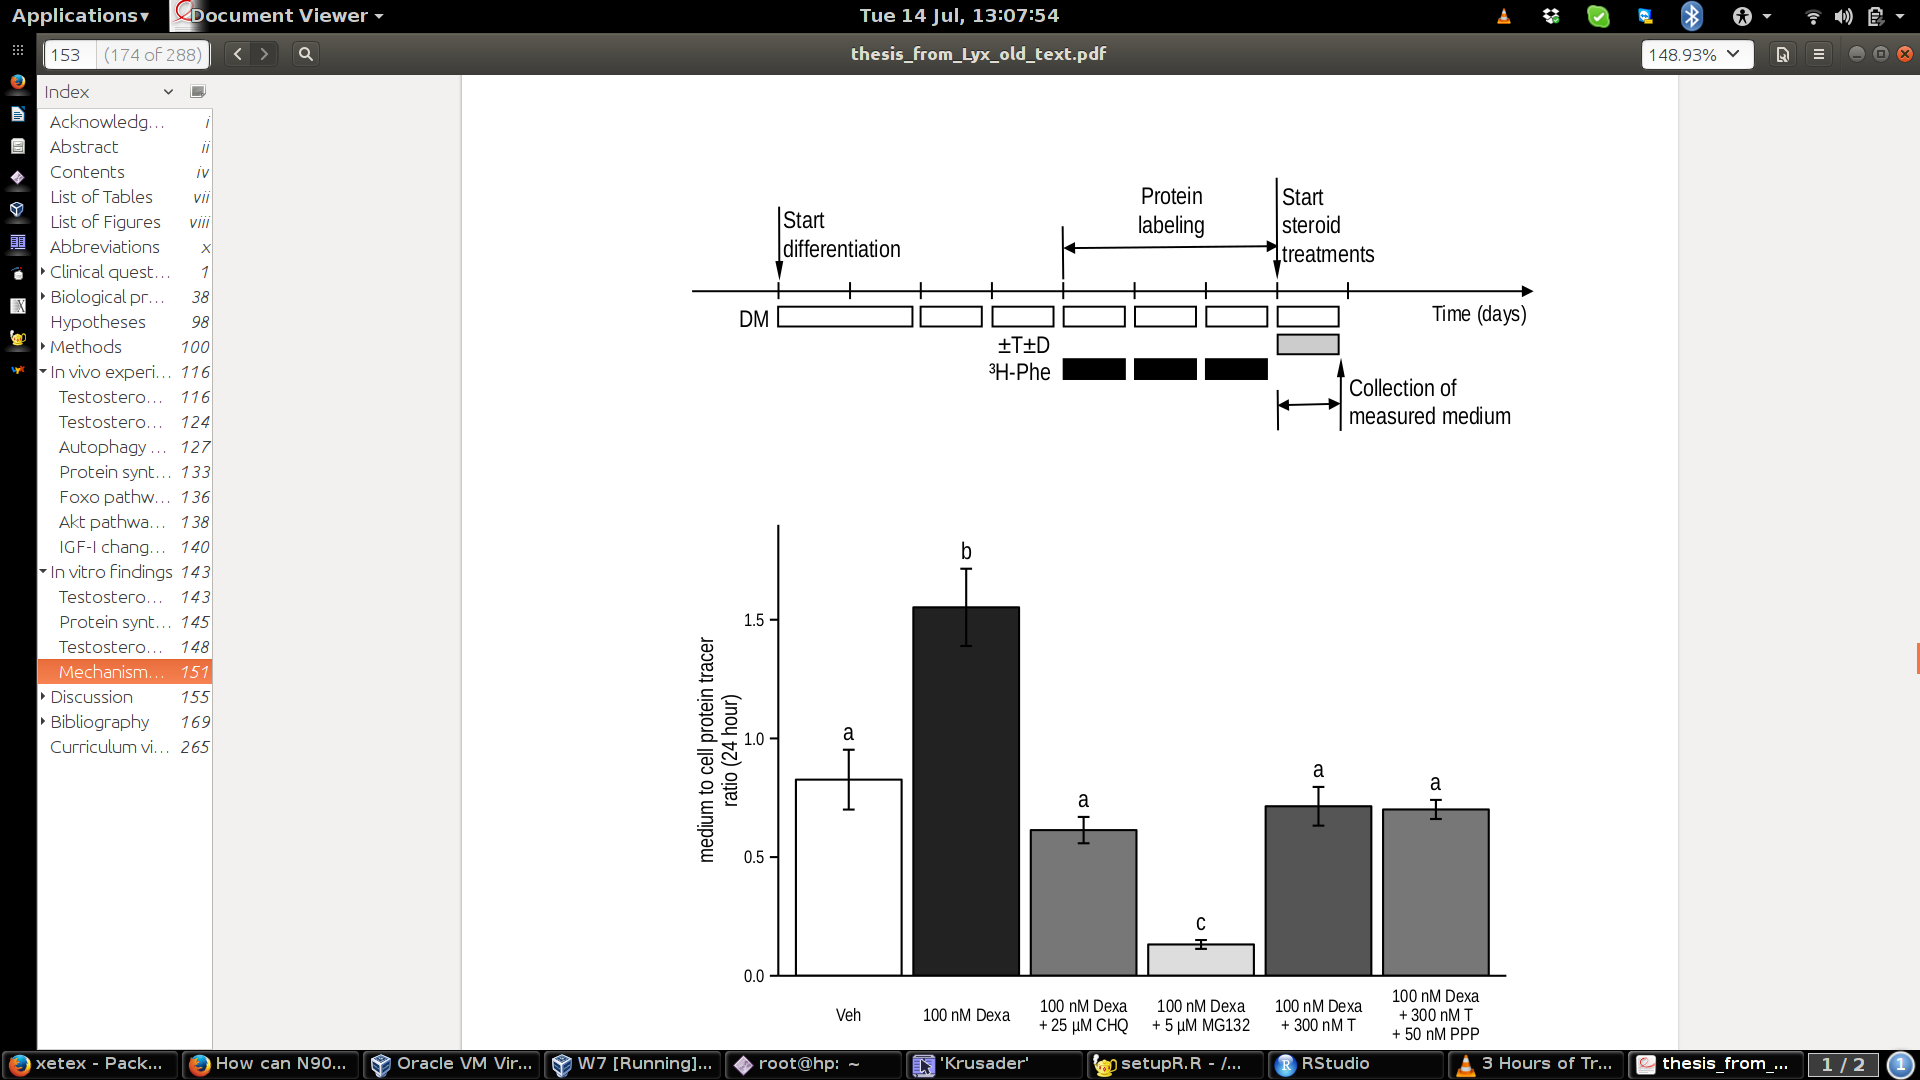 Applications▾ Document Viewer ▾ Tue 14 Jul, 13:07:54
153 (174 of 288) thesis_from_Lyx_old_text.pdf 148.93%
Index
Acknowledg… i
Abstract ii
Contents iv
List of Tables vii
List of Figures viii
Abbreviations x
Clinical quest… 1
Biological pr… 38
Hypotheses 98
Methods 100
In vivo experi… 116
Testostero… 116
Testostero… 124
Autophagy … 127
Protein synt… 133
Foxo pathw… 136
Akt pathwa… 138
IGF-I chang… 140
In vitro findings 143
Testostero… 143
Protein synt… 145
Testostero… 148
Mechanism… 151
Discussion 155
Bibliography 169
Curriculum vi… 265
Start
differentiation
Protein
labeling
Start
steroid
treatments
Time (days)
DM
±T±D
³H-Phe
Collection of
measured medium
medium to cell protein tracer
ratio (24 hour)
1.5
1.0
0.5
0.0
a
b
a
c
a
a
Veh
100 nM Dexa
100 nM Dexa
+ 25 µM CHQ
100 nM Dexa
+ 5 µM MG132
100 nM Dexa
+ 300 nM T
100 nM Dexa
+ 300 nM T
+ 50 nM PPP
xetex - Pack… How can N90… Oracle VM Vir… W7 [Running]… root@hp: ~ 'Krusader' setupR.R - /… RStudio 3 Hours of Tr… thesis_from_… 1 / 2 1